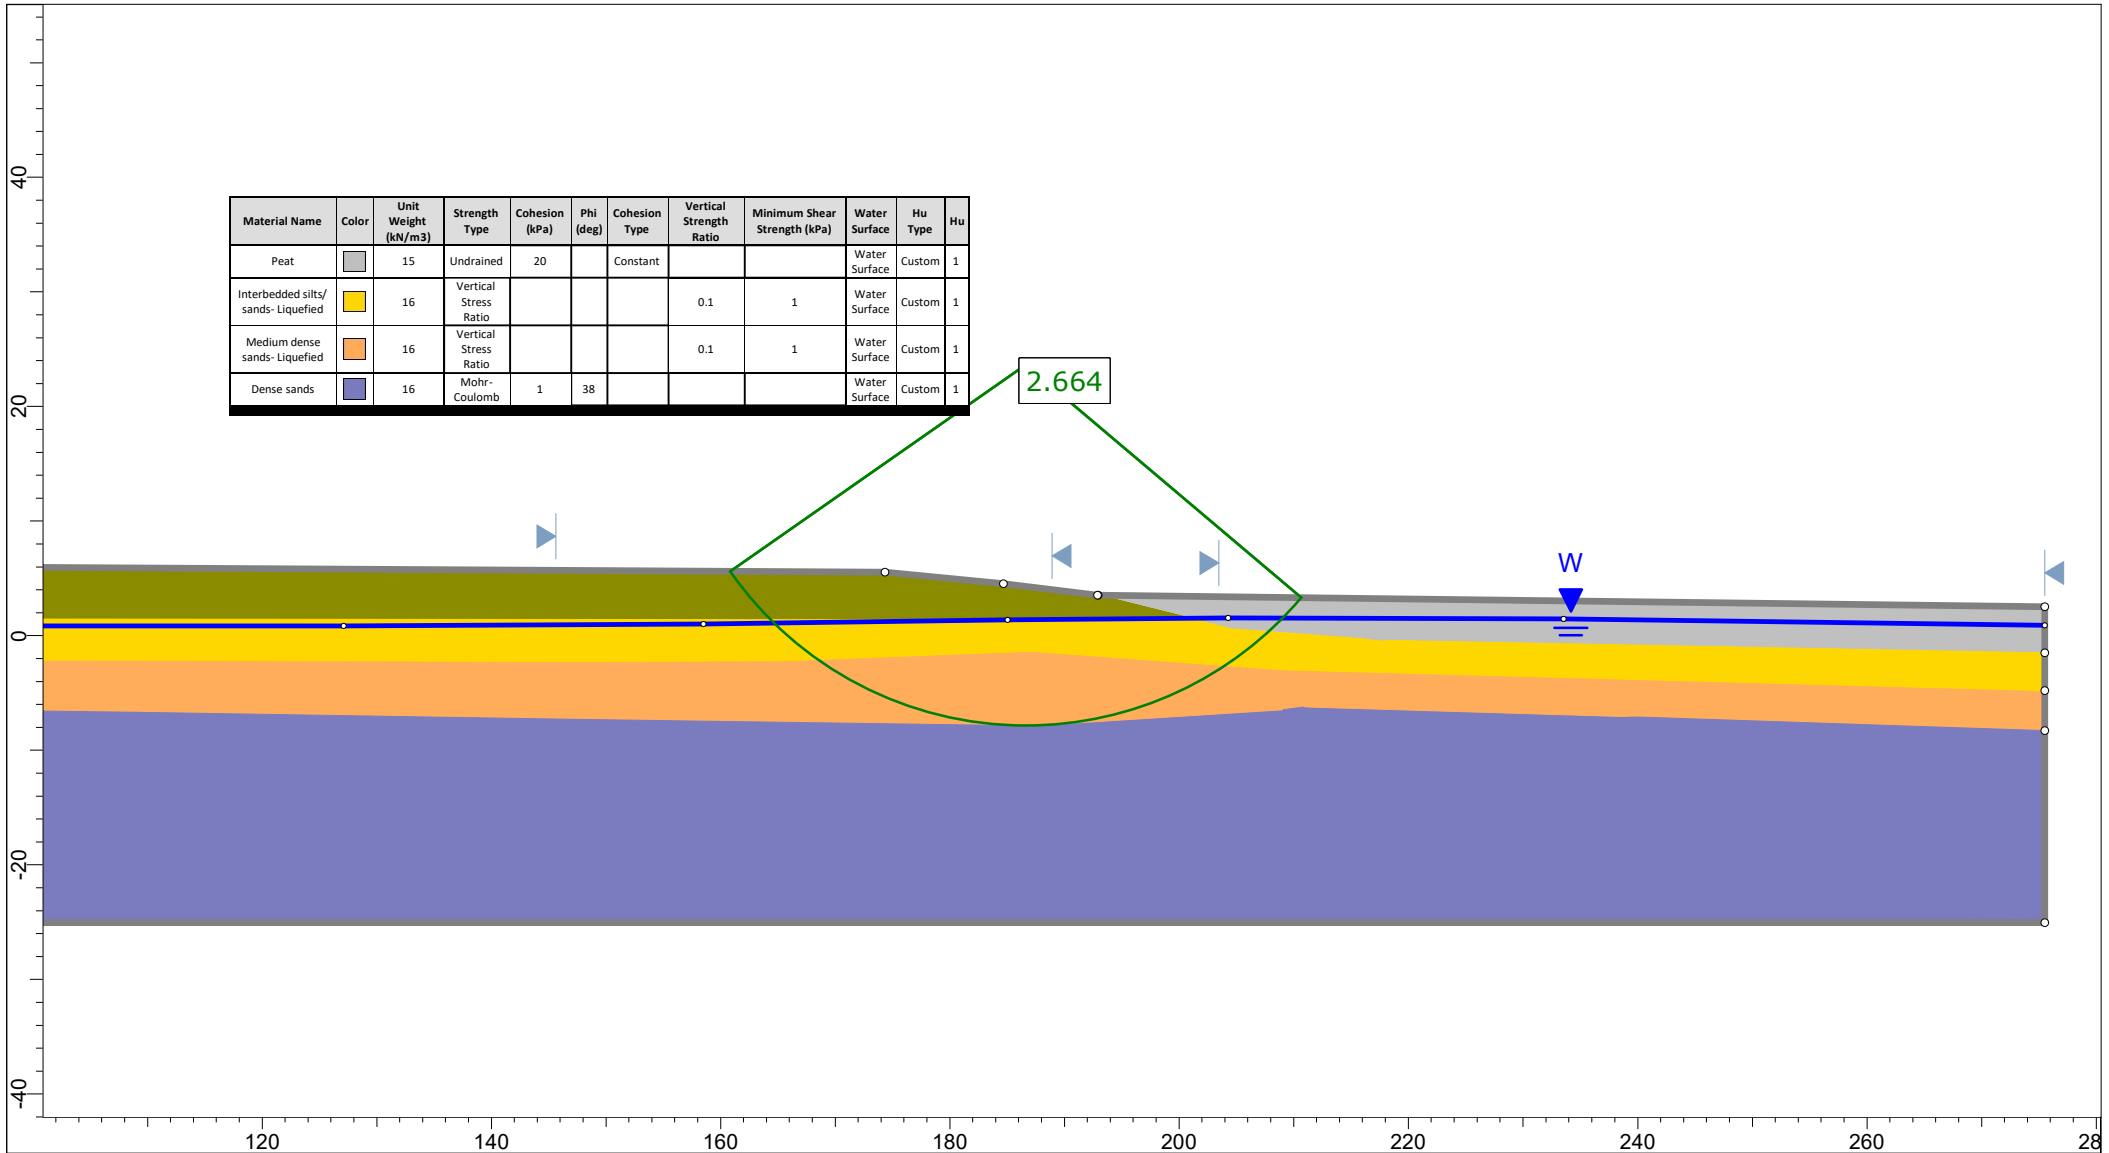 40
20
0
-20
-40
Material Name Color Unit Weight (kN/m3) Strength Type Cohesion (kPa) Phi (deg) Cohesion Type Vertical Strength Ratio Minimum Shear Strength (kPa) Water Surface Hu Type Hu
Peat 15 Undrained 20 Constant Water Surface Custom 1
Interbedded silts/ sands- Liquefied 16 Vertical Stress Ratio 0.1 1 Water Surface Custom 1
Medium dense sands- Liquefied 16 Vertical Stress Ratio 0.1 1 Water Surface Custom 1
Dense sands 16 Mohr- Coulomb 1 38 Water Surface Custom 1
2.664
W
120 140 160 180 200 220 240 260 28